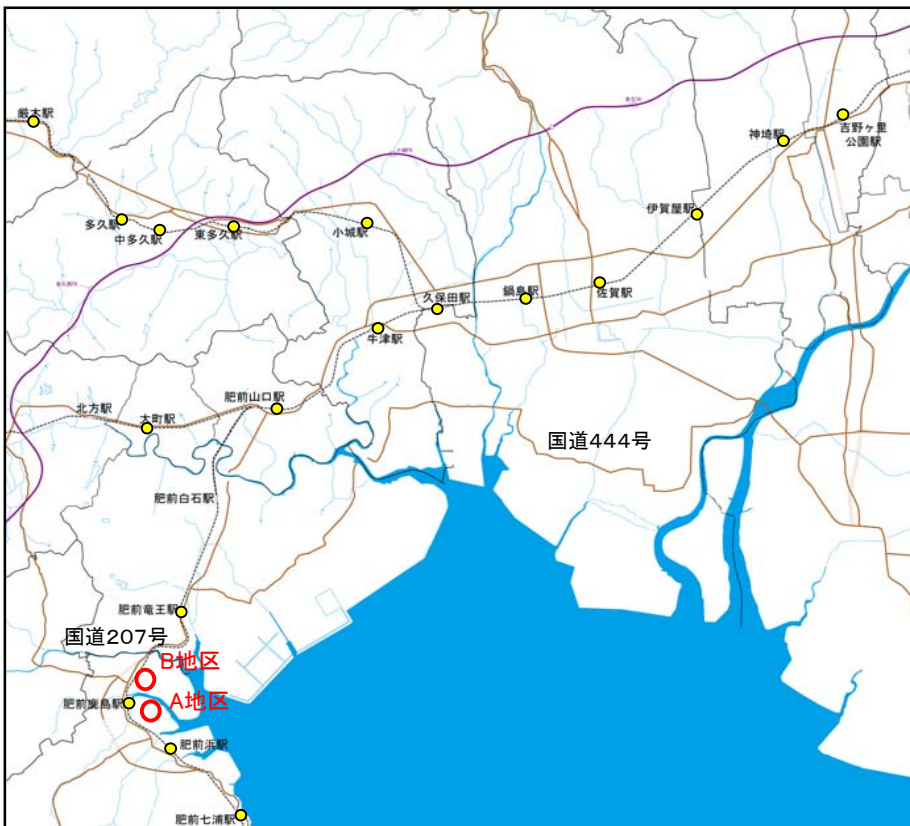 吉野ヶ里
公園駅
厳木駅
神埼駅
伊賀屋駅
多久駅
中多久駅
東多久駅
小城駅
佐賀駅
鍋島駅
久保田駅
牛津駅
北方駅
大町駅
肥前山口駅
国道444号
肥前白石駅
肥前竜王駅
国道207号
B地区
A地区
肥前鹿島駅
肥前浜駅
肥前七浦駅